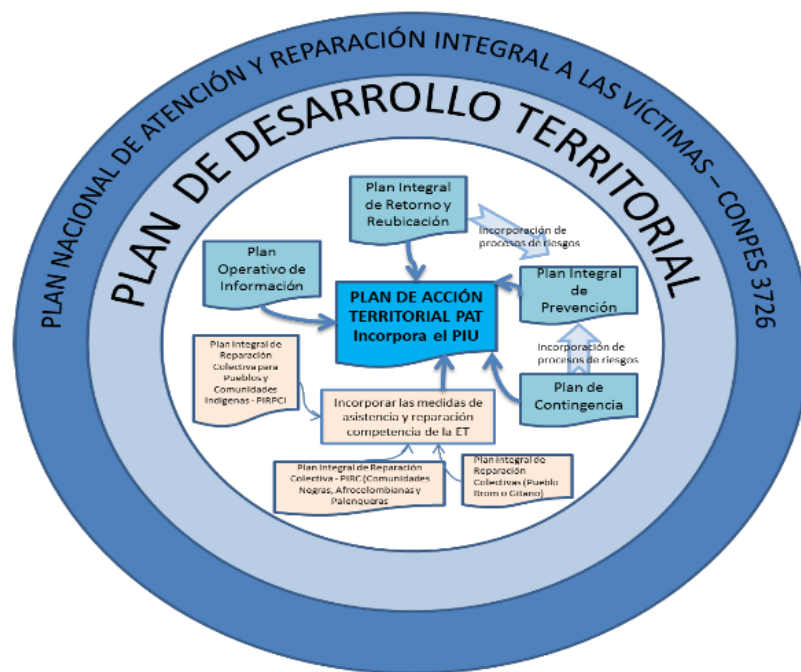 PLAN NACIONAL DE ATENCIÓN Y REPARACIÓN INTEGRAL A LAS VÍCTIMAS – CONPES 3726
PLAN DE DESARROLLO TERRITORIAL
Plan Integral
de Retorno y
Reubicación
Incorporación de
procesos de riesgos
Plan
Operativo de
Información
Plan Integral
de
Prevención
PLAN DE ACCIÓN
TERRITORIAL PAT
Incorpora el PIU
Incorporación de
procesos de riesgos
Plan Integral de
Reparación
Colectiva para
Pueblos y
Comunidades
Indígenas - PIRPCI
Plan de
Contingencia
Incorporar las medidas de
asistencia y reparación
competencia de la ET
Plan Integral de Reparación
Colectiva - PIRC (Comunidades
Negras, Afrocolombianas y
Palenqueras
Plan Integral de
Reparación
Colectivas (Pueblo
Rrom o Gitano)